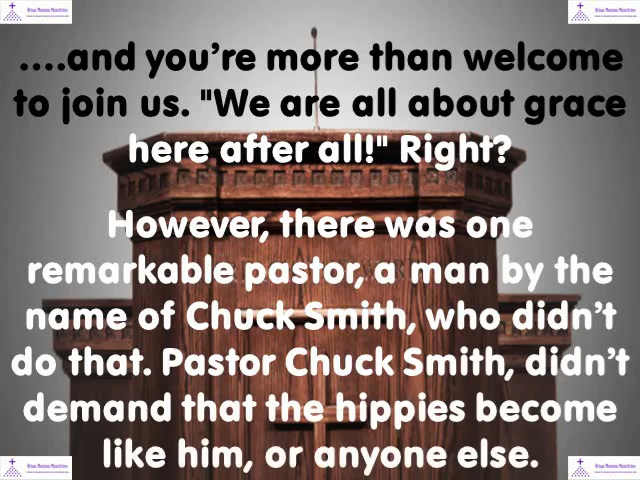 ....and you're more than welcome
to join us. "We are all about grace
here after all!" Right?
However, there was one
remarkable pastor, a man by the
name of Chuck Smith, who didn't
do that. Pastor Chuck Smith, didn't
demand that the hippies become
like him, or anyone else.